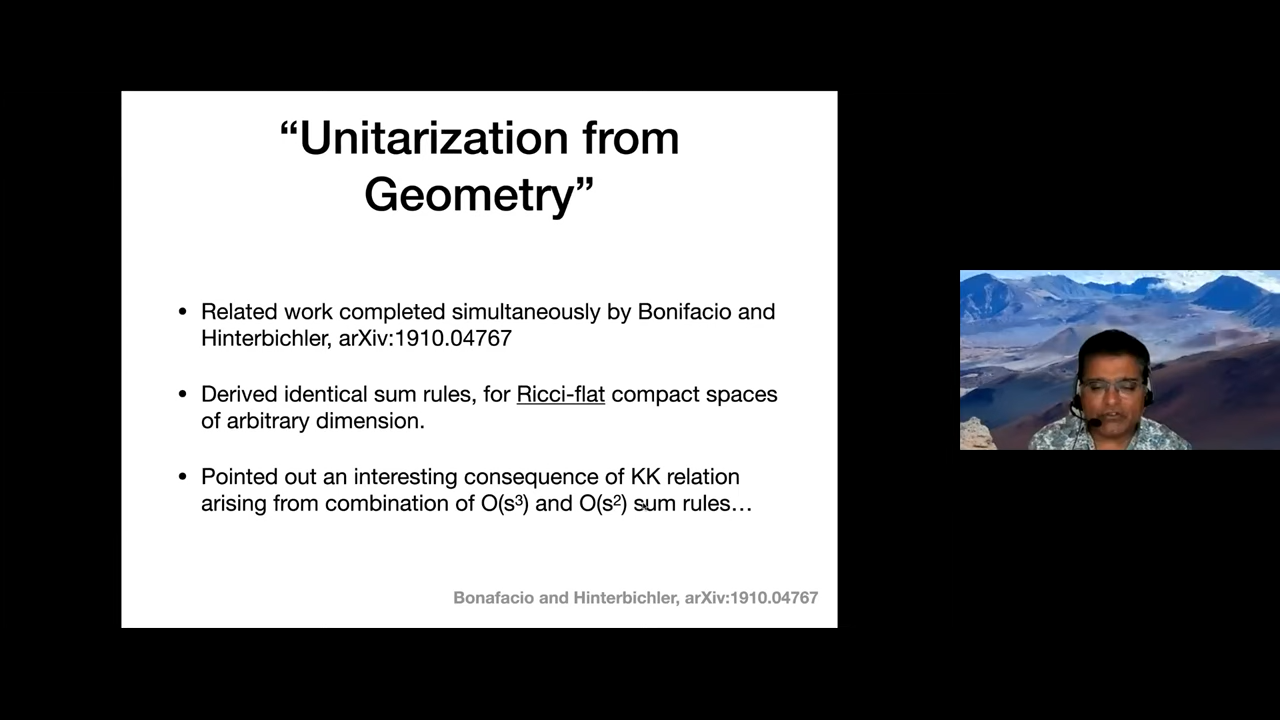 “Unitarization from
Geometry”
• Related work completed simultaneously by Bonifacio and
Hinterbichler, arXiv:1910.04767
• Derived identical sum rules, for Ricci-flat compact spaces
of arbitrary dimension.
• Pointed out an interesting consequence of KK relation
arising from combination of O(s³) and O(s²) sum rules…
Bonafacio and Hinterbichler, arXiv:1910.04767